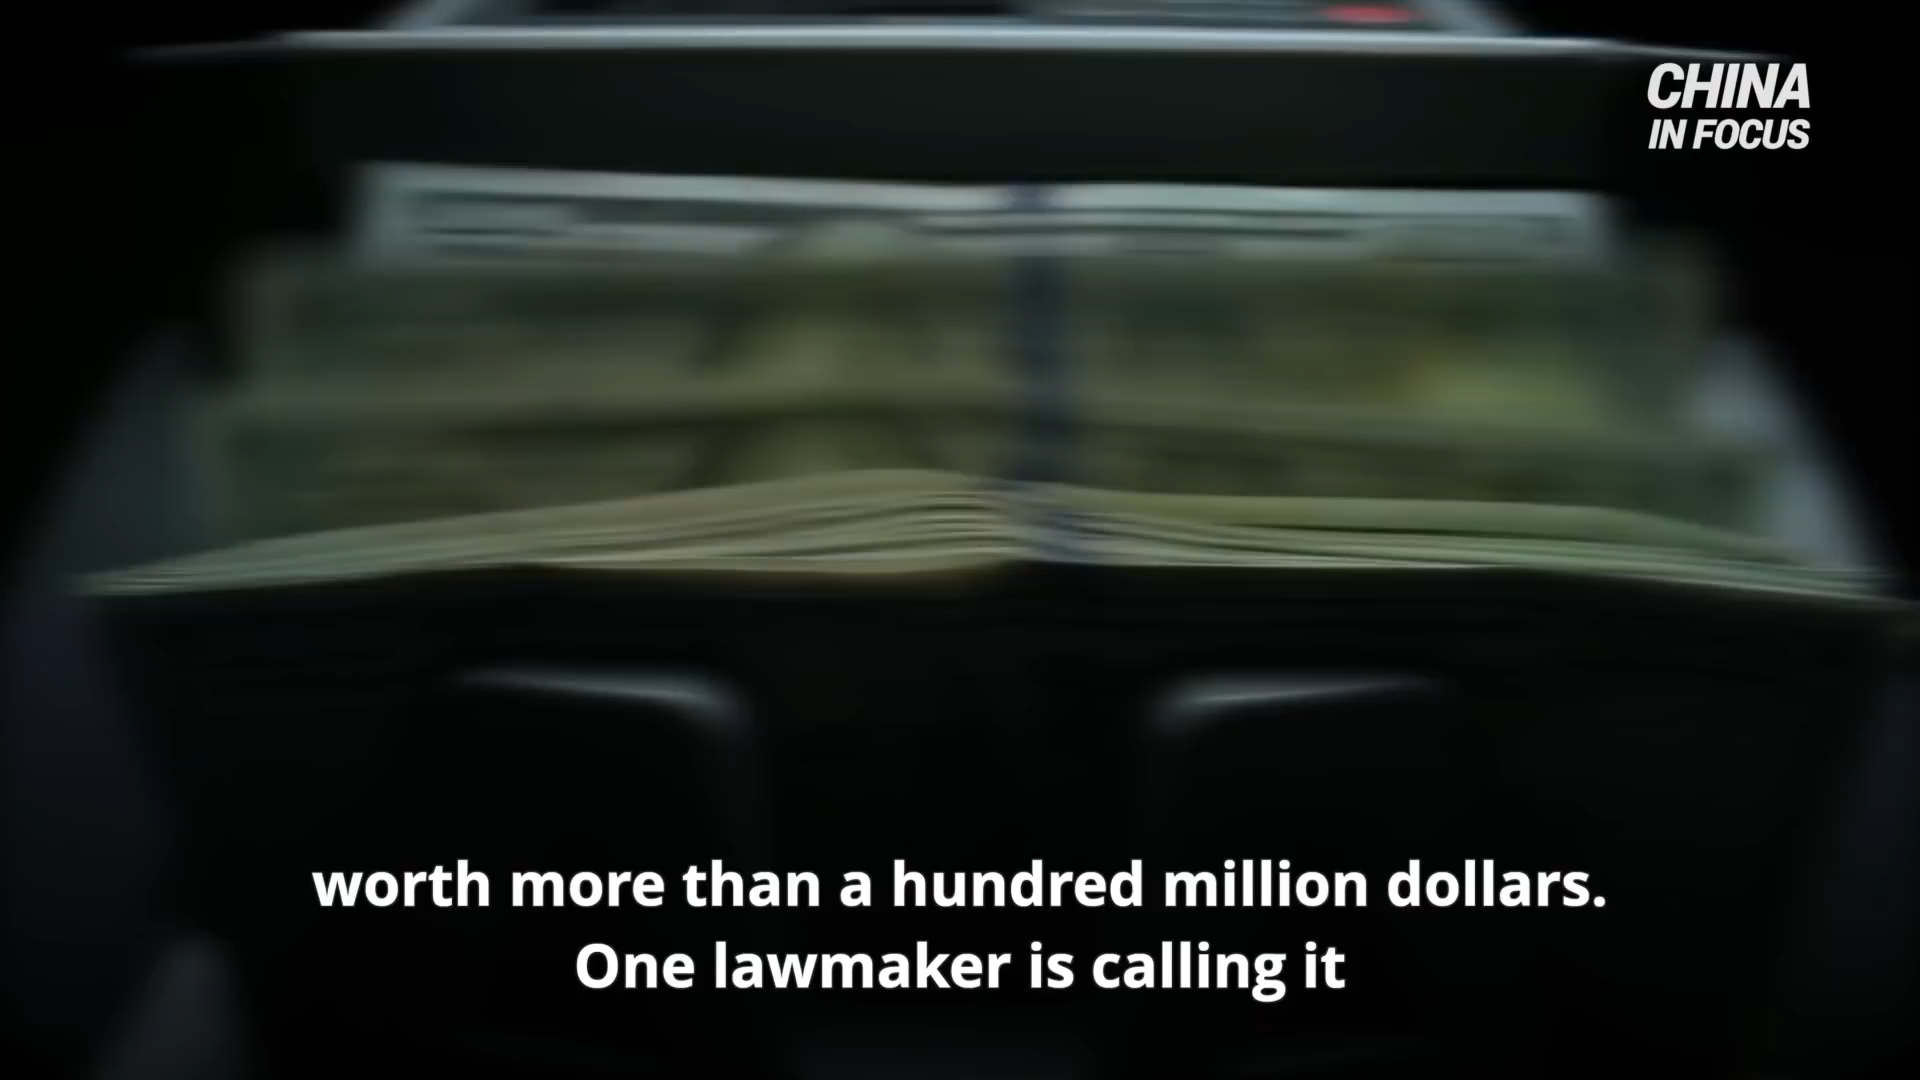 CHINA
IN FOCUS
worth more than a hundred million dollars.
One lawmaker is calling it